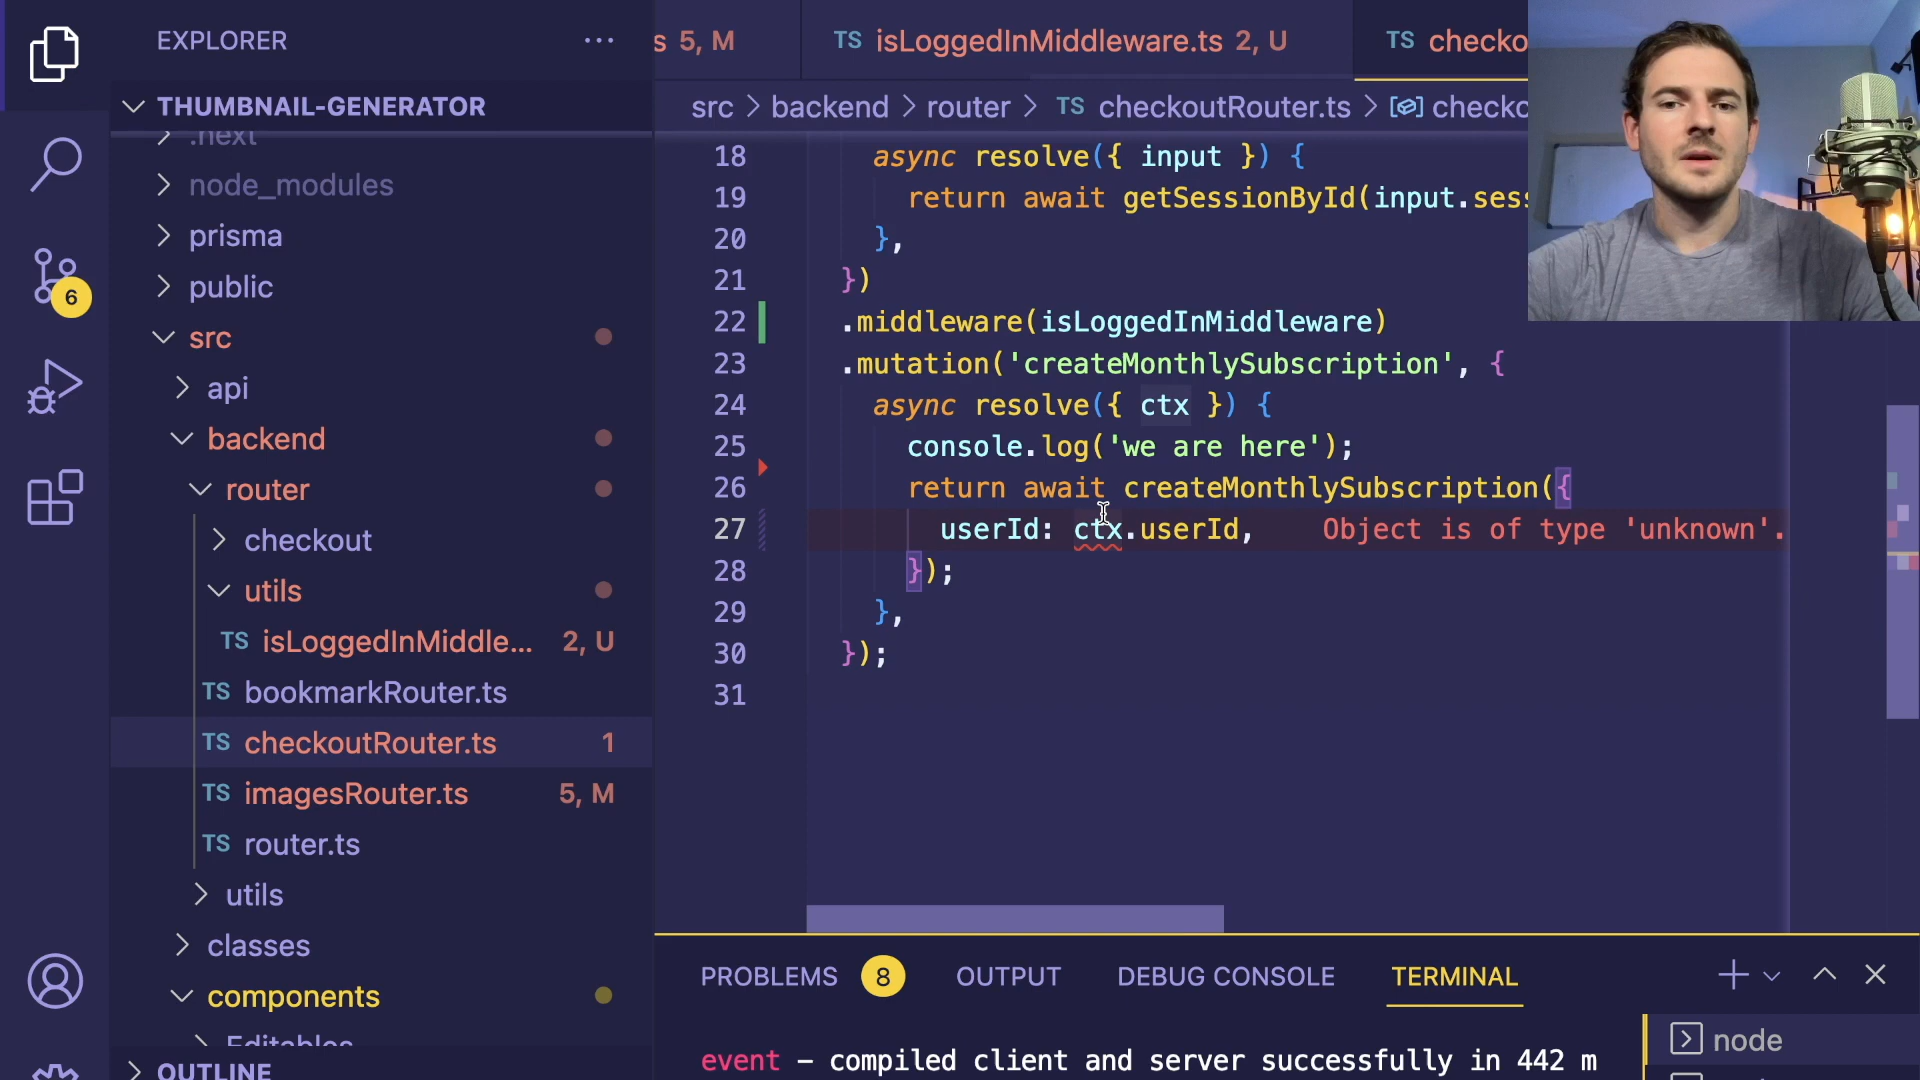 EXPLORER
THUMBNAIL-GENERATOR
.next
node_modules
prisma
public
src
api
backend
router
checkout
utils
TS isLoggedInMiddle... 2, U
TS bookmarkRouter.ts
TS checkoutRouter.ts 1
TS imagesRouter.ts 5, M
TS router.ts
utils
classes
components
Editables
OUTLINE
6
s 5, M
TS isLoggedInMiddleware.ts 2, U
TS checko
src > backend > router > TS checkoutRouter.ts > checko
18 async resolve({ input }) {
19 return await getSessionById(input.sess
20 },
21 })
22 .middleware(isLoggedInMiddleware)
23 .mutation('createMonthlySubscription', {
24 async resolve({ ctx }) {
25 console.log('we are here');
26 return await createMonthlySubscription({
27 userId: ctx.userId, Object is of type 'unknown'.
28 });
29 },
30 });
31
PROBLEMS 8 OUTPUT DEBUG CONSOLE TERMINAL
event - compiled client and server successfully in 442 m
node